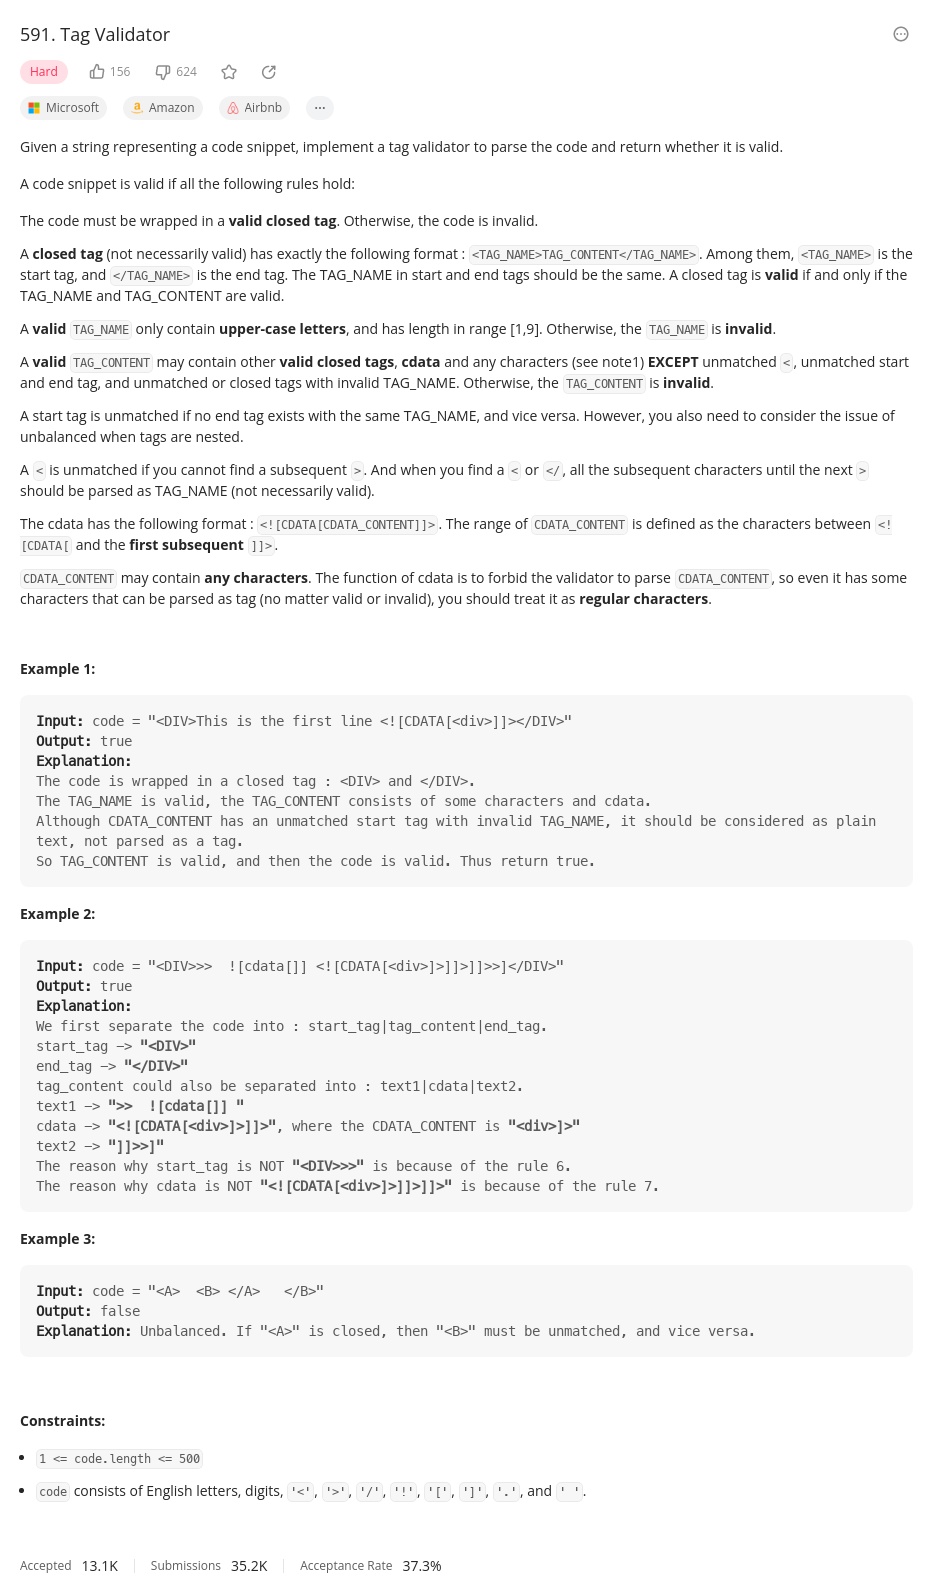 591. Tag Validator
Hard
156
624
Microsoft
Amazon
Airbnb
Given a string representing a code snippet, implement a tag validator to parse the code and return whether it is valid.
A code snippet is valid if all the following rules hold:
The code must be wrapped in a valid closed tag. Otherwise, the code is invalid.
A closed tag (not necessarily valid) has exactly the following format : <TAG_NAME>TAG_CONTENT</TAG_NAME>. Among them, <TAG_NAME> is the
start tag, and </TAG_NAME> is the end tag. The TAG_NAME in start and end tags should be the same. A closed tag is valid if and only if the
TAG_NAME and TAG_CONTENT are valid.
A valid TAG_NAME only contain upper-case letters, and has length in range [1,9]. Otherwise, the TAG_NAME is invalid.
A valid TAG_CONTENT may contain other valid closed tags, cdata and any characters (see note1) EXCEPT unmatched <, unmatched start
and end tag, and unmatched or closed tags with invalid TAG_NAME. Otherwise, the TAG_CONTENT is invalid.
A start tag is unmatched if no end tag exists with the same TAG_NAME, and vice versa. However, you also need to consider the issue of
unbalanced when tags are nested.
A < is unmatched if you cannot find a subsequent >. And when you find a < or </, all the subsequent characters until the next >
should be parsed as TAG_NAME (not necessarily valid).
The cdata has the following format : <![CDATA[CDATA_CONTENT]]>. The range of CDATA_CONTENT is defined as the characters between <!
[CDATA[ and the first subsequent ]]>.
CDATA_CONTENT may contain any characters. The function of cdata is to forbid the validator to parse CDATA_CONTENT, so even it has some
characters that can be parsed as tag (no matter valid or invalid), you should treat it as regular characters.
Example 1:
Input: code = "<DIV>This is the first line <![CDATA[<div>]]></DIV>"
Output: true
Explanation:
The code is wrapped in a closed tag : <DIV> and </DIV>.
The TAG_NAME is valid, the TAG_CONTENT consists of some characters and cdata.
Although CDATA_CONTENT has an unmatched start tag with invalid TAG_NAME, it should be considered as plain
text, not parsed as a tag.
So TAG_CONTENT is valid, and then the code is valid. Thus return true.
Example 2:
Input: code = "<DIV>>>  ![cdata[]] <![CDATA[<div>]>]]>]]>>]</DIV>"
Output: true
Explanation:
We first separate the code into : start_tag|tag_content|end_tag.
start_tag -> "<DIV>"
end_tag -> "</DIV>"
tag_content could also be separated into : text1|cdata|text2.
text1 -> ">>  ![cdata[]] "
cdata -> "<![CDATA[<div>]>]]>", where the CDATA_CONTENT is "<div>]>"
text2 -> "]]>>]"
The reason why start_tag is NOT "<DIV>>>" is because of the rule 6.
The reason why cdata is NOT "<![CDATA[<div>]>]]>]]>" is because of the rule 7.
Example 3:
Input: code = "<A>  <B> </A>   </B>"
Output: false
Explanation: Unbalanced. If "<A>" is closed, then "<B>" must be unmatched, and vice versa.
Constraints:
• 1 <= code.length <= 500
• code consists of English letters, digits, '<', '>', '/', '!', '[', ']', '.', and ' '.
Accepted 13.1K Submissions 35.2K Acceptance Rate 37.3%